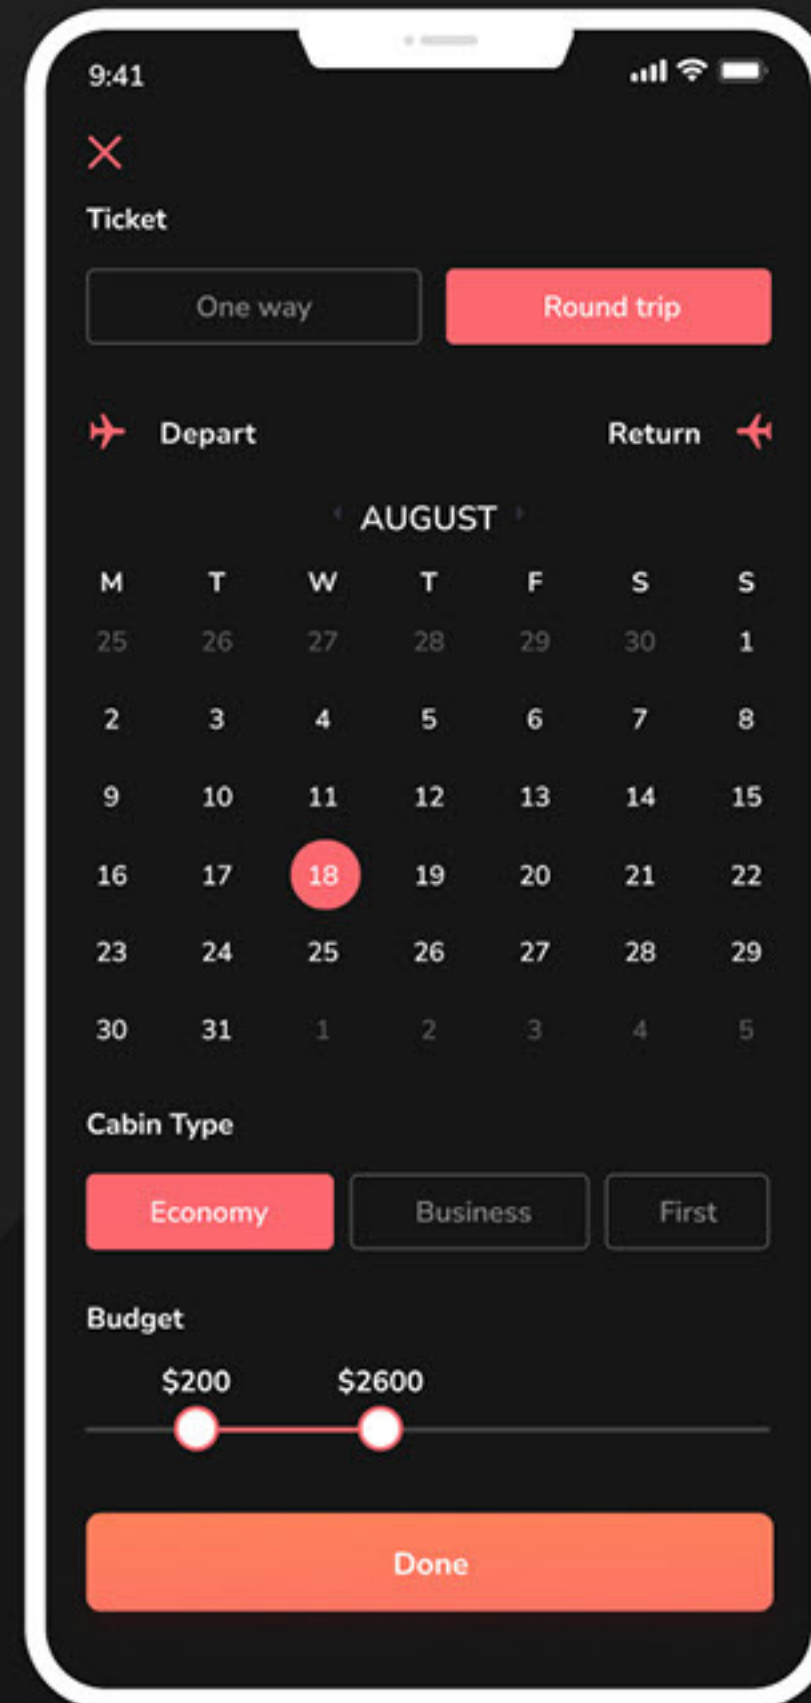 9:41
Ticket
One way Round trip
Depart Return
AUGUST
M T W T F S S
25 26 27 28 29 30 1
2 3 4 5 6 7 8
9 10 11 12 13 14 15
16 17 18 19 20 21 22
23 24 25 26 27 28 29
30 31 1 2 3 4 5
Cabin Type
Economy Business First
Budget
$200 $2600
Done